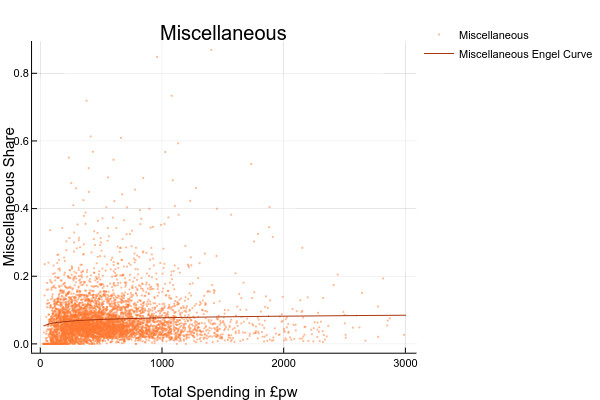 Miscellaneous
Miscellaneous
Miscellaneous Engel Curve
Miscellaneous Share
0.8
0.6
0.4
0.2
0.0
0
1000
2000
3000
Total Spending in £pw